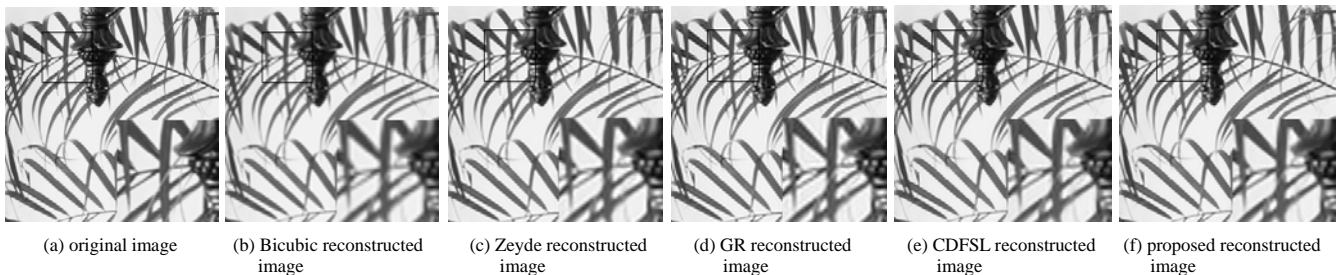 (a) original image
(b) Bicubic reconstructed
image
(c) Zeyde reconstructed
image
(d) GR reconstructed
image
(e) CDFSL reconstructed
image
(f) proposed reconstructed
image